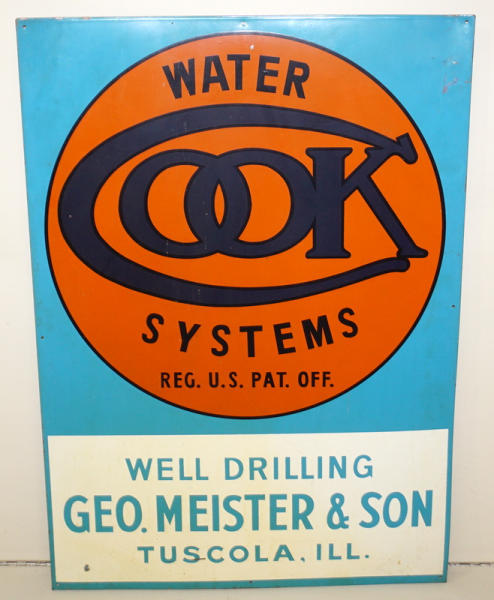 WATER
COOK
SYSTEMS
REG. U.S. PAT. OFF.
WELL DRILLING
GEO. MEISTER & SON
TUSCOLA, ILL.